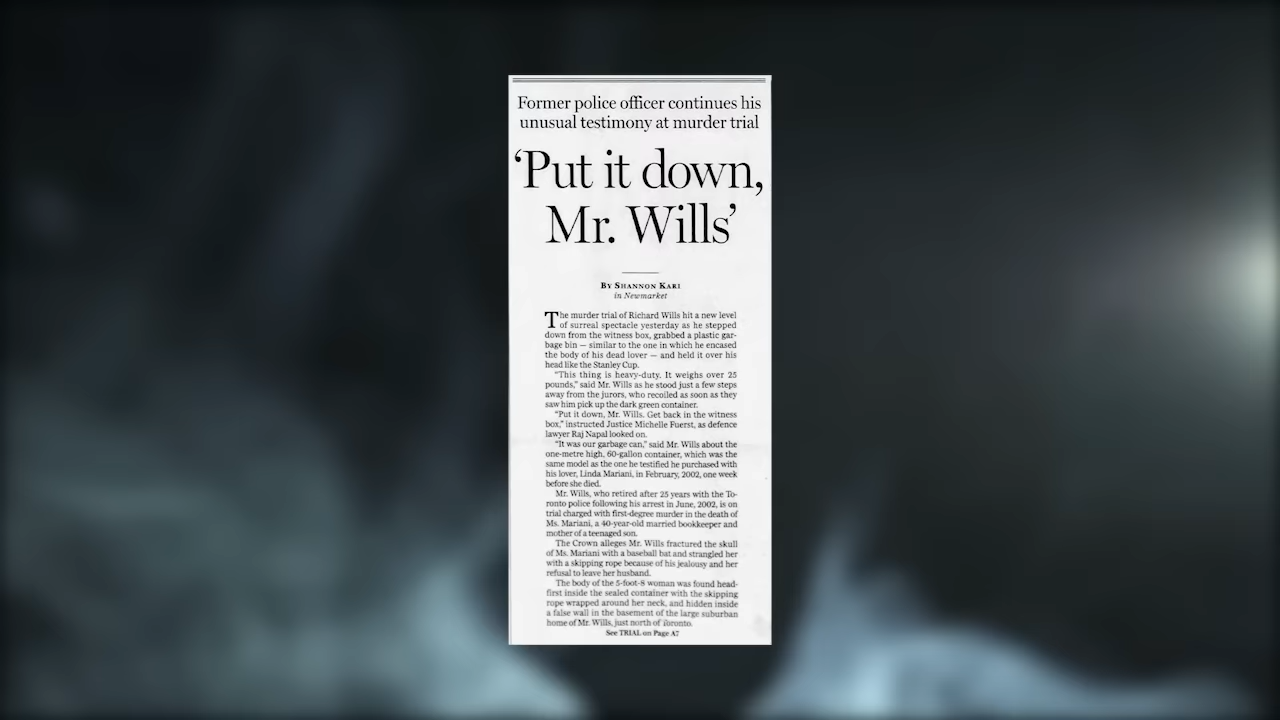 Former police officer continues his
unusual testimony at murder trial
‘Put it down,
Mr. Wills’
BY SHANNON KARI
in Newmarket
The murder trial of Richard Wills hit a new level
of surreal spectacle yesterday as he stepped
down from the witness box, grabbed a plastic gar-
bage bin — similar to the one in which he encased
the body of his dead lover — and held it over his
head like the Stanley Cup.
“This thing is heavy-duty. It weighs over 25
pounds,” said Mr. Wills as he stood just a few steps
away from the jurors, who recoiled as soon as they
saw him pick up the dark green container.
“Put it down, Mr. Wills. Get back in the witness
box,” instructed Justice Michelle Fuerst, as defence
lawyer Raj Napal looked on.
“It was our garbage can,” said Mr. Wills about the
one-metre high, 60-gallon container, which was the
same model as the one he testified he purchased with
his lover, Linda Mariani, in February, 2002, one week
before she died.
Mr. Wills, who retired after 25 years with the To-
ronto police following his arrest in June, 2002, is on
trial charged with first-degree murder in the death of
Ms. Mariani, a 40-year-old married bookkeeper and
mother of a teenaged son.
The Crown alleges Mr. Wills fractured the skull
of Ms. Mariani with a baseball bat and strangled her
with a skipping rope because of his jealousy and her
refusal to leave her husband.
The body of the 5-foot-8 woman was found head-
first inside the sealed container with the skipping
rope wrapped around her neck, and hidden inside
a false wall in the basement of the large suburban
home of Mr. Wills, just north of Toronto.
See TRIAL on Page A7